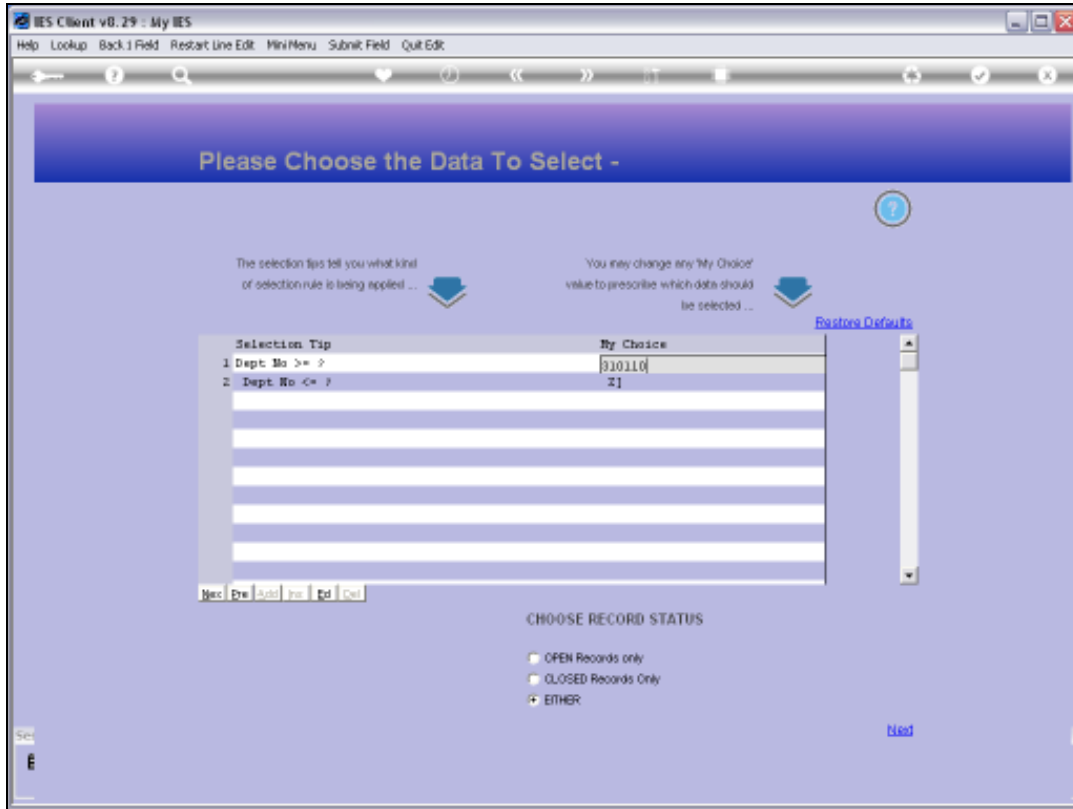 IES Client v8.29 : My IES
Help Lookup Back 1 Field Restart Line Edit MiniMenu Submit Field Quit Edit
Please Choose the Data To Select -
The selection tips tell you what kind
of selection rule is being applied ...
You may change any 'My Choice'
value to prescribe which data should
be selected ...
Restore Defaults
Selection Tip My Choice
1 Dept No >= ? 310110
2 Dept No <= ? Z]
Nex Pre Add Ins Ed Del
CHOOSE RECORD STATUS
OPEN Records only
CLOSED Records Only
EITHER
Next